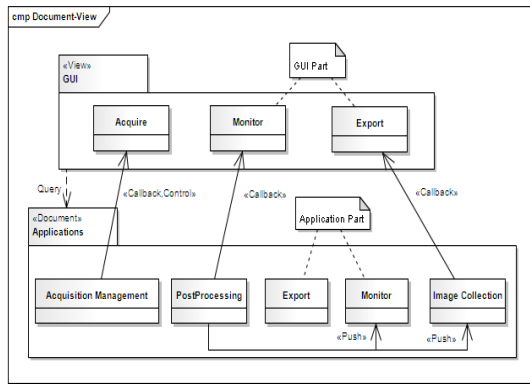 cmp Document-View
«View»
GUI
GUI Part
Acquire
Monitor
Export
Query
«Callback,Control»
«Callback»
«Callback»
«Document»
Applications
Application Part
Acquisition Management
PostProcessing
Export
Monitor
Image Collection
«Push»
«Push»